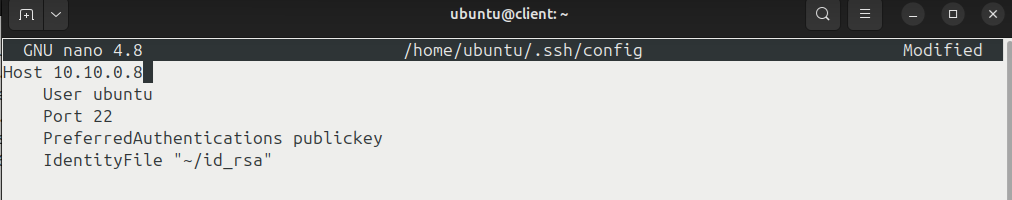 ubuntu@client: ~
GNU nano 4.8 /home/ubuntu/.ssh/config Modified
Host 10.10.0.8
    User ubuntu
    Port 22
    PreferredAuthentications publickey
    IdentityFile "~/id_rsa"